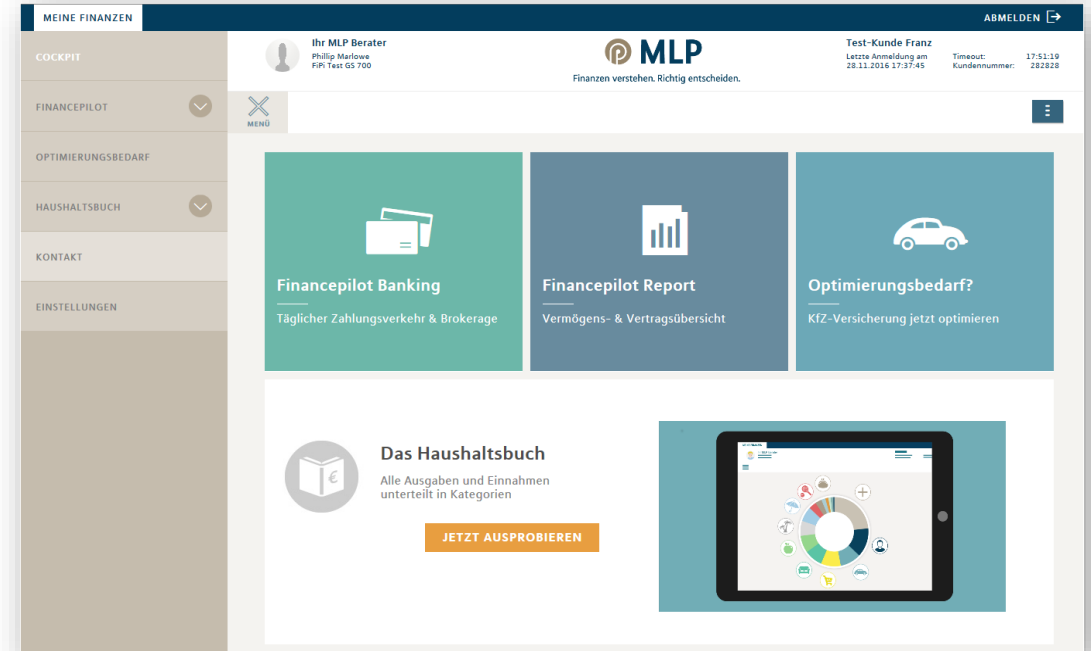 MEINE FINANZEN
ABMELDEN
COCKPIT
FINANCEPILOT
OPTIMIERUNGSBEDARF
HAUSHALTSBUCH
KONTAKT
EINSTELLUNGEN
Ihr MLP Berater
Phillip Marlowe
FiFi Test GS 700
MLP
Finanzen verstehen. Richtig entscheiden.
Test-Kunde Franz
Letzte Anmeldung am Timeout: 17:51:19
28.11.2016 17:37:45 Kundennummer: 282828
MENÜ
Financepilot Banking
Täglicher Zahlungsverkehr & Brokerage
Financepilot Report
Vermögens- & Vertragsübersicht
Optimierungsbedarf?
KfZ-Versicherung jetzt optimieren
Das Haushaltsbuch
Alle Ausgaben und Einnahmen
unterteilt in Kategorien
JETZT AUSPROBIEREN